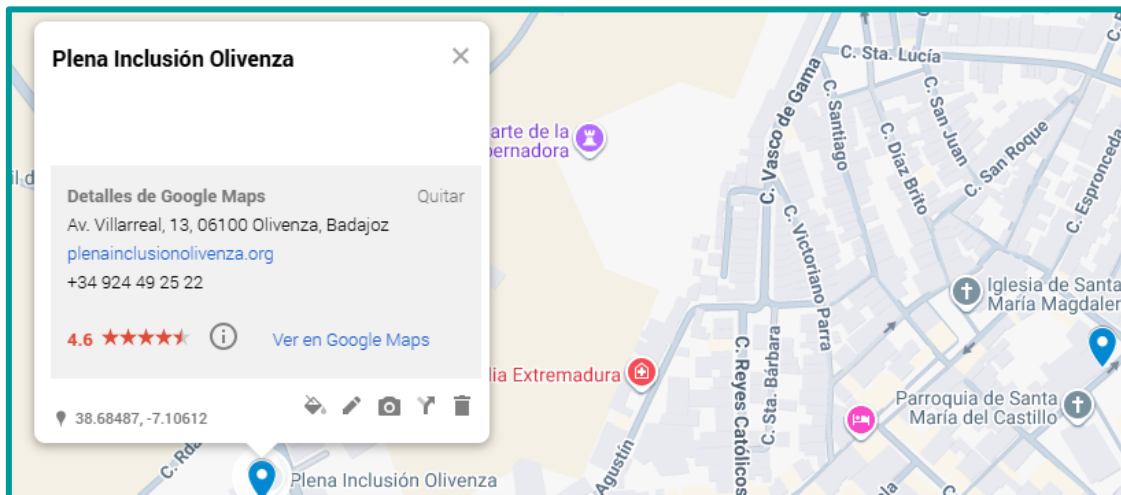 Plena Inclusión Olivenza
Detalles de Google Maps
Quitar
Av. Villarreal, 13, 06100 Olivenza, Badajoz
plenainclusionolivenza.org
+34 924 49 25 22
4.6
Ver en Google Maps
38.68487, -7.10612
C. Rda
Plena Inclusión Olivenza
arte de la
bernadora
lia Extremadura
Agustín
C. Vasco de Gama
C. Sta. Lucía
C. Santiago
C. San Juan
C. Díaz Brito
C. San Roque
C. Espronceda
C. Victoriano Parra
C. Reyes Católicos
C. Sta. Bárbara
Iglesia de Santa
María Magdalen
Parroquia de Santa
María del Castillo